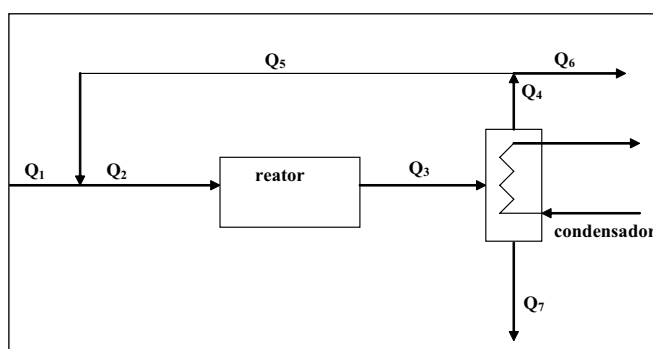 Q₅
Q₆
Q₄
Q₁
Q₂
reator
Q₃
condensador
Q₇